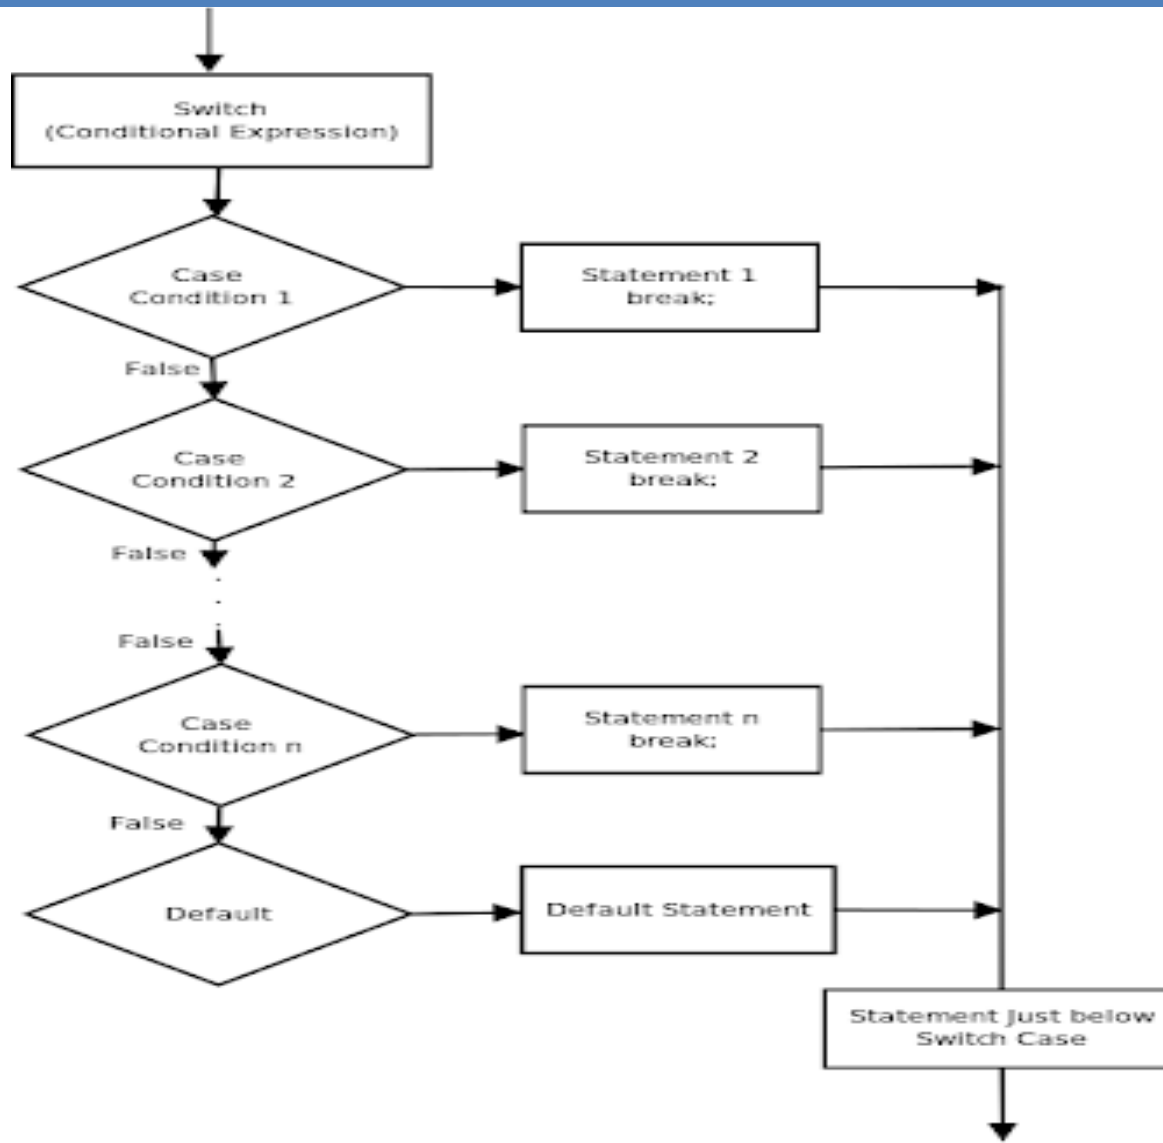 Switch
(Conditional Expression)
Case
Condition 1
Statement 1
break;
False
Case
Condition 2
Statement 2
break;
False
False
Case
Condition n
Statement n
break;
False
Default
Default Statement
Statement Just below
Switch Case